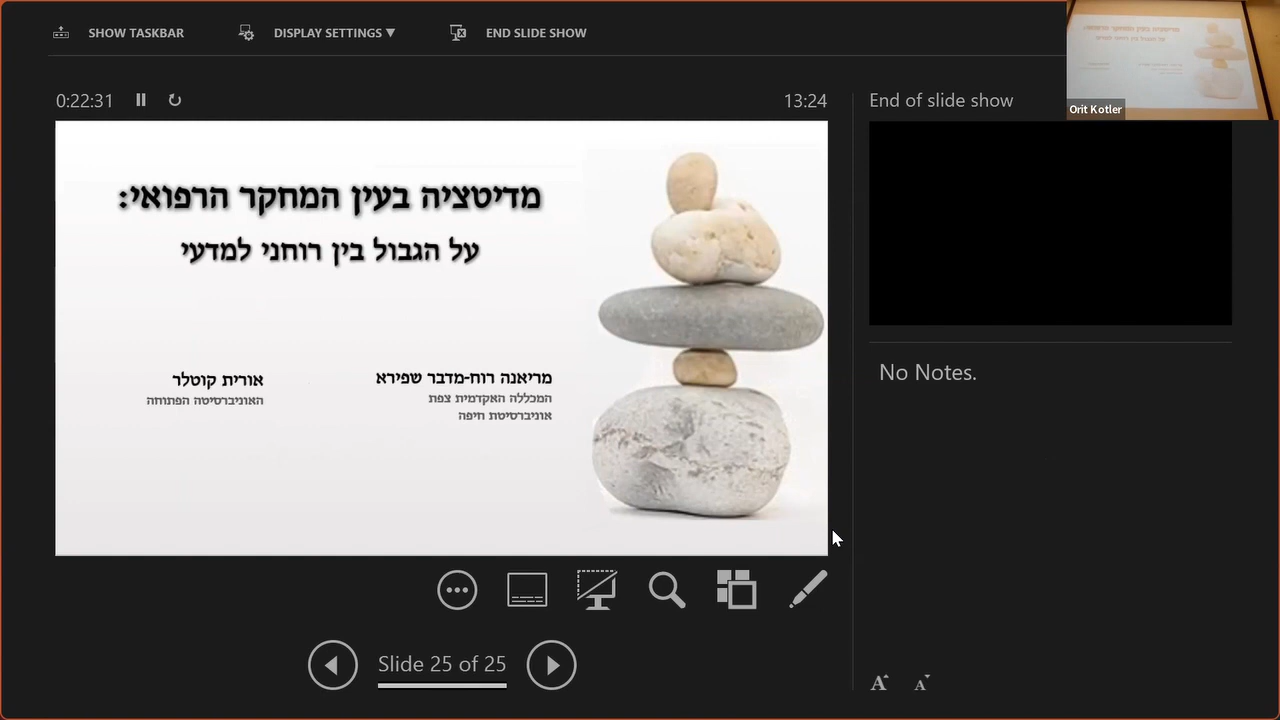 SHOW TASKBAR
DISPLAY SETTINGS ▼
END SLIDE SHOW
0:22:31
13:24
End of slide show
Orit Kotler
מדיטציה בעין המחקר הרפואי:
על הגבול בין רוחני למדעי
מריאנה רוח-מדבר שפירא
המכללה האקדמית צפת
אוניברסיטת חיפה
אורית קוטלר
האוניברסיטה הפתוחה
No Notes.
Slide 25 of 25
A
A